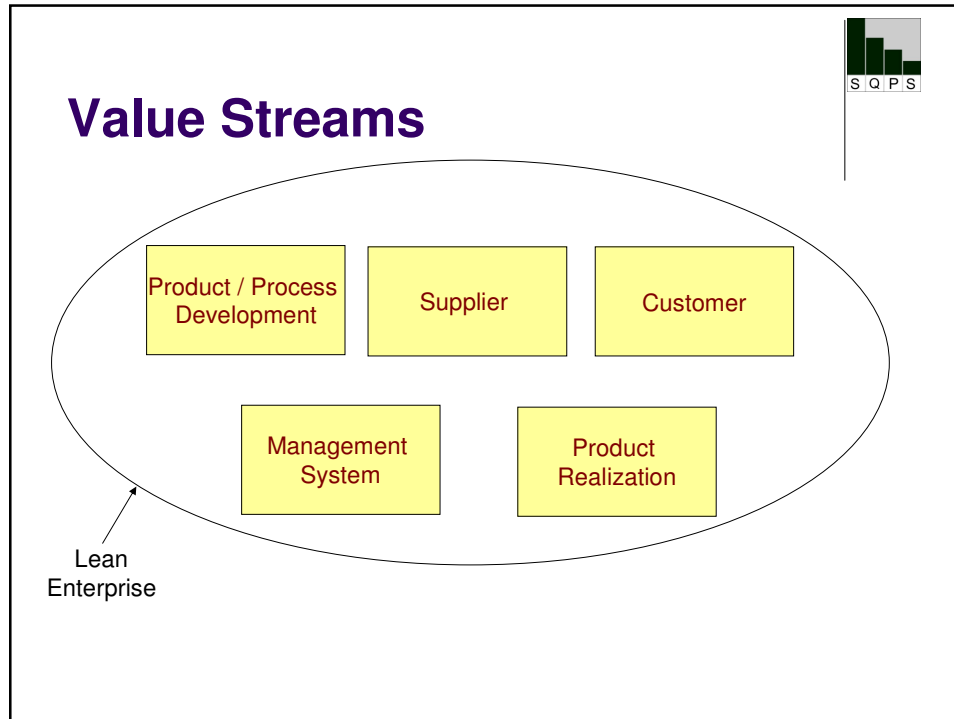 S Q P S
Value Streams
Product / Process
Development
Supplier
Customer
Management
System
Product
Realization
Lean
Enterprise